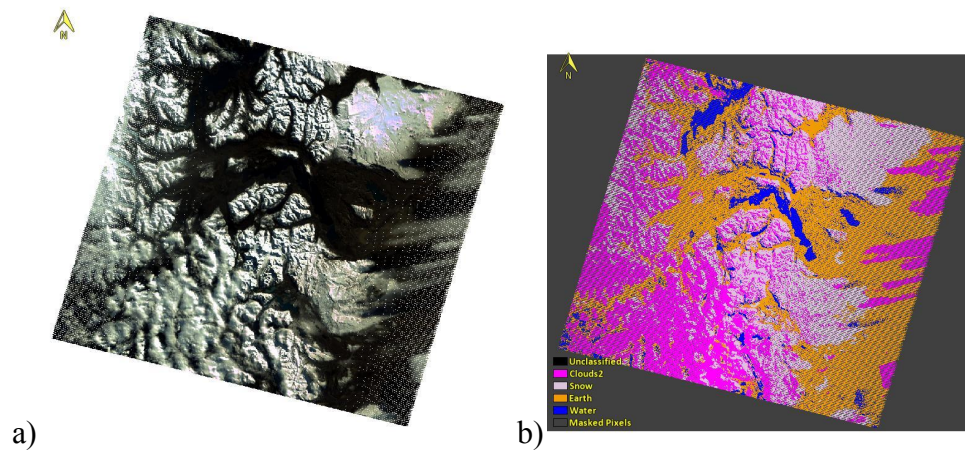 N
N
Unclassified
Clouds2
Snow
Earth
Water
Masked Pixels
a)
b)